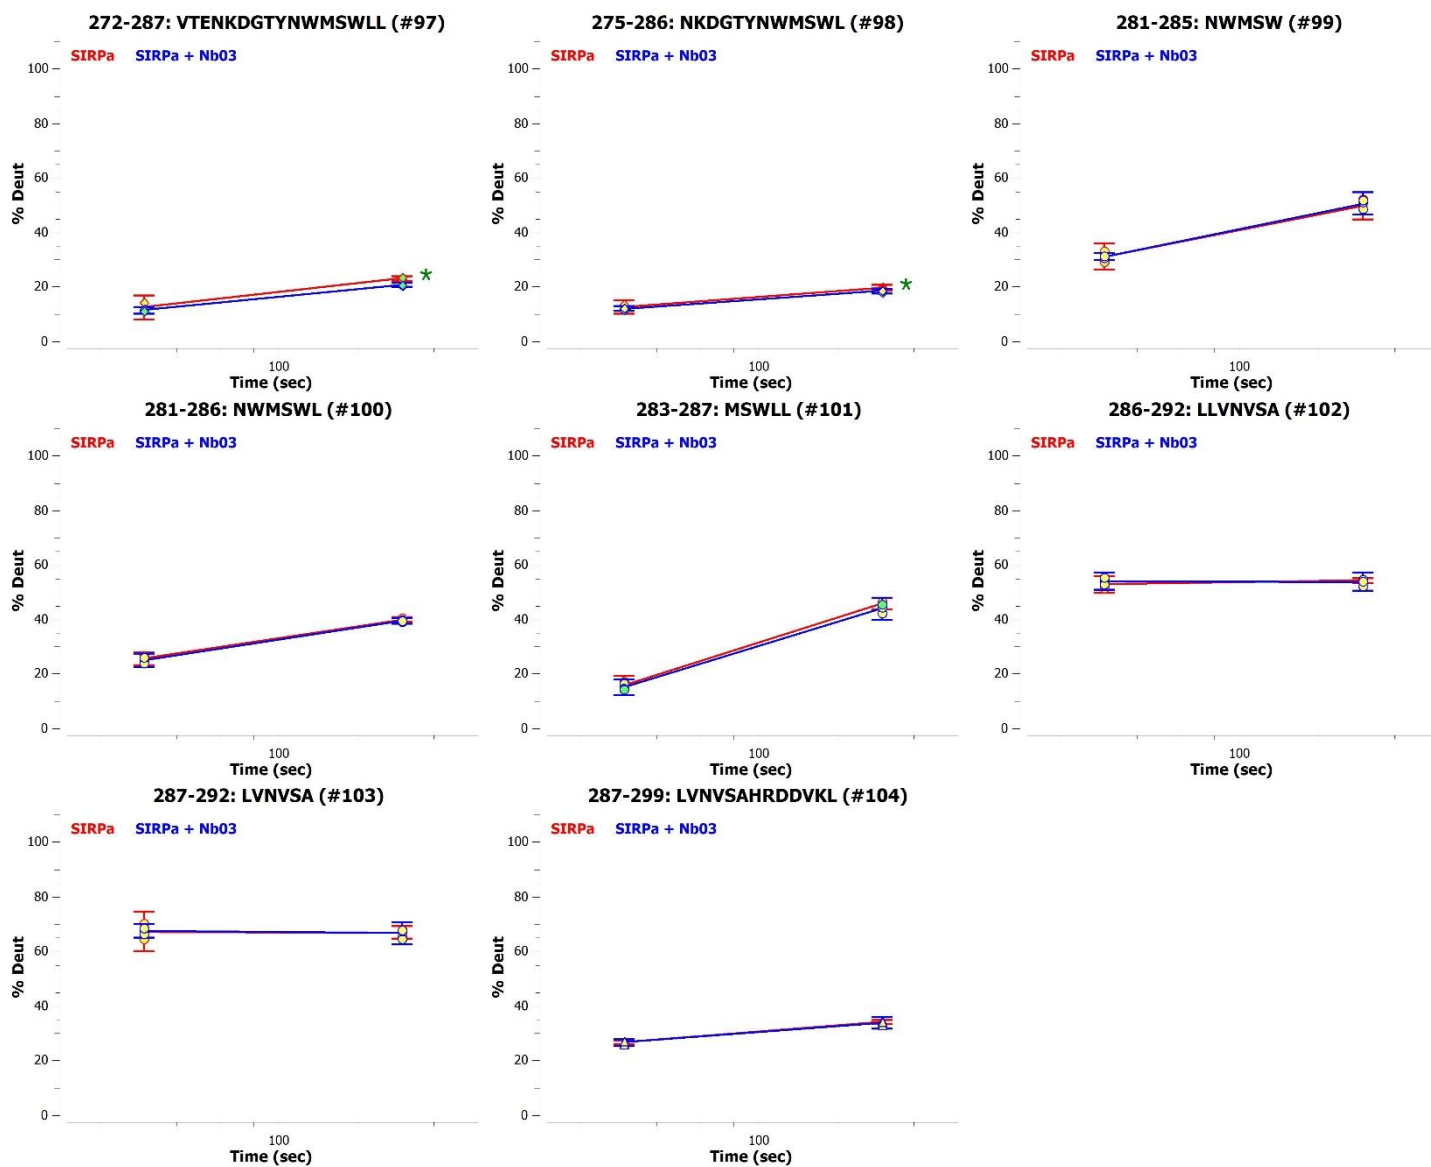 272-287: VTENKDGTYNWMSWLL (#97)
SIRPa SIRPa + Nb03
100
80
60
40
20
0
% Deut
*
100
Time (sec)
275-286: NKDGTYNWMSWL (#98)
SIRPa SIRPa + Nb03
100
80
60
40
20
0
% Deut
*
100
Time (sec)
281-285: NWMSW (#99)
SIRPa SIRPa + Nb03
100
80
60
40
20
0
% Deut
100
Time (sec)
281-286: NWMSWL (#100)
SIRPa SIRPa + Nb03
100
80
60
40
20
0
% Deut
100
Time (sec)
283-287: MSWLL (#101)
SIRPa SIRPa + Nb03
100
80
60
40
20
0
% Deut
100
Time (sec)
286-292: LLVNVSA (#102)
SIRPa SIRPa + Nb03
100
80
60
40
20
0
% Deut
100
Time (sec)
287-292: LVNVSA (#103)
SIRPa SIRPa + Nb03
100
80
60
40
20
0
% Deut
100
Time (sec)
287-299: LVNVSAHRDDVKL (#104)
SIRPa SIRPa + Nb03
100
80
60
40
20
0
% Deut
100
Time (sec)